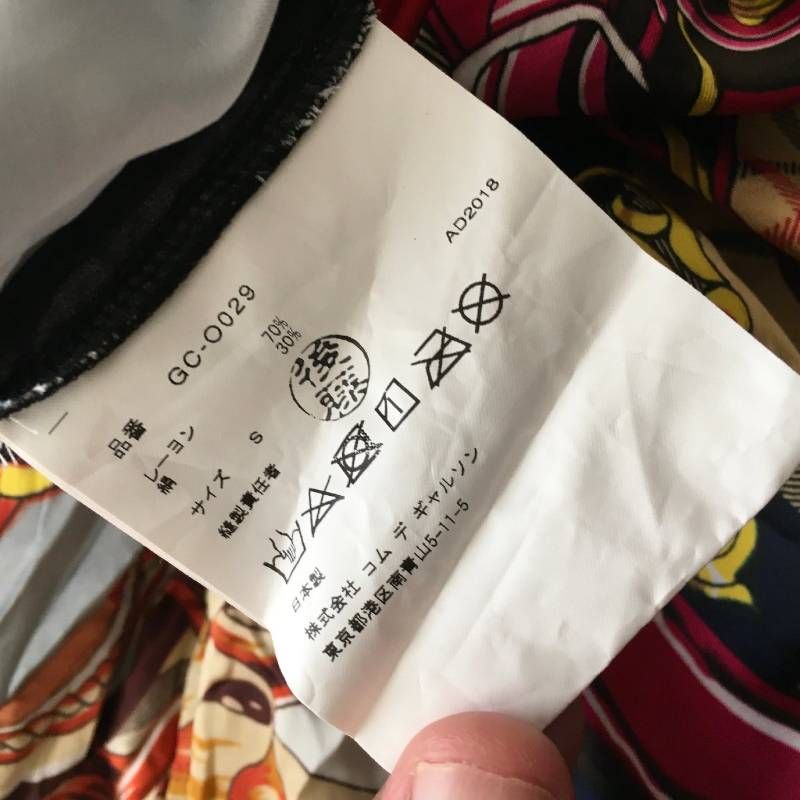 AD2018
品番 GC-O029
レーヨン 70%
絹 30%
サイズ S
縫製責任者
日本製
株式会社 コム デ ギャルソン
東京都港区南青山5-11-5